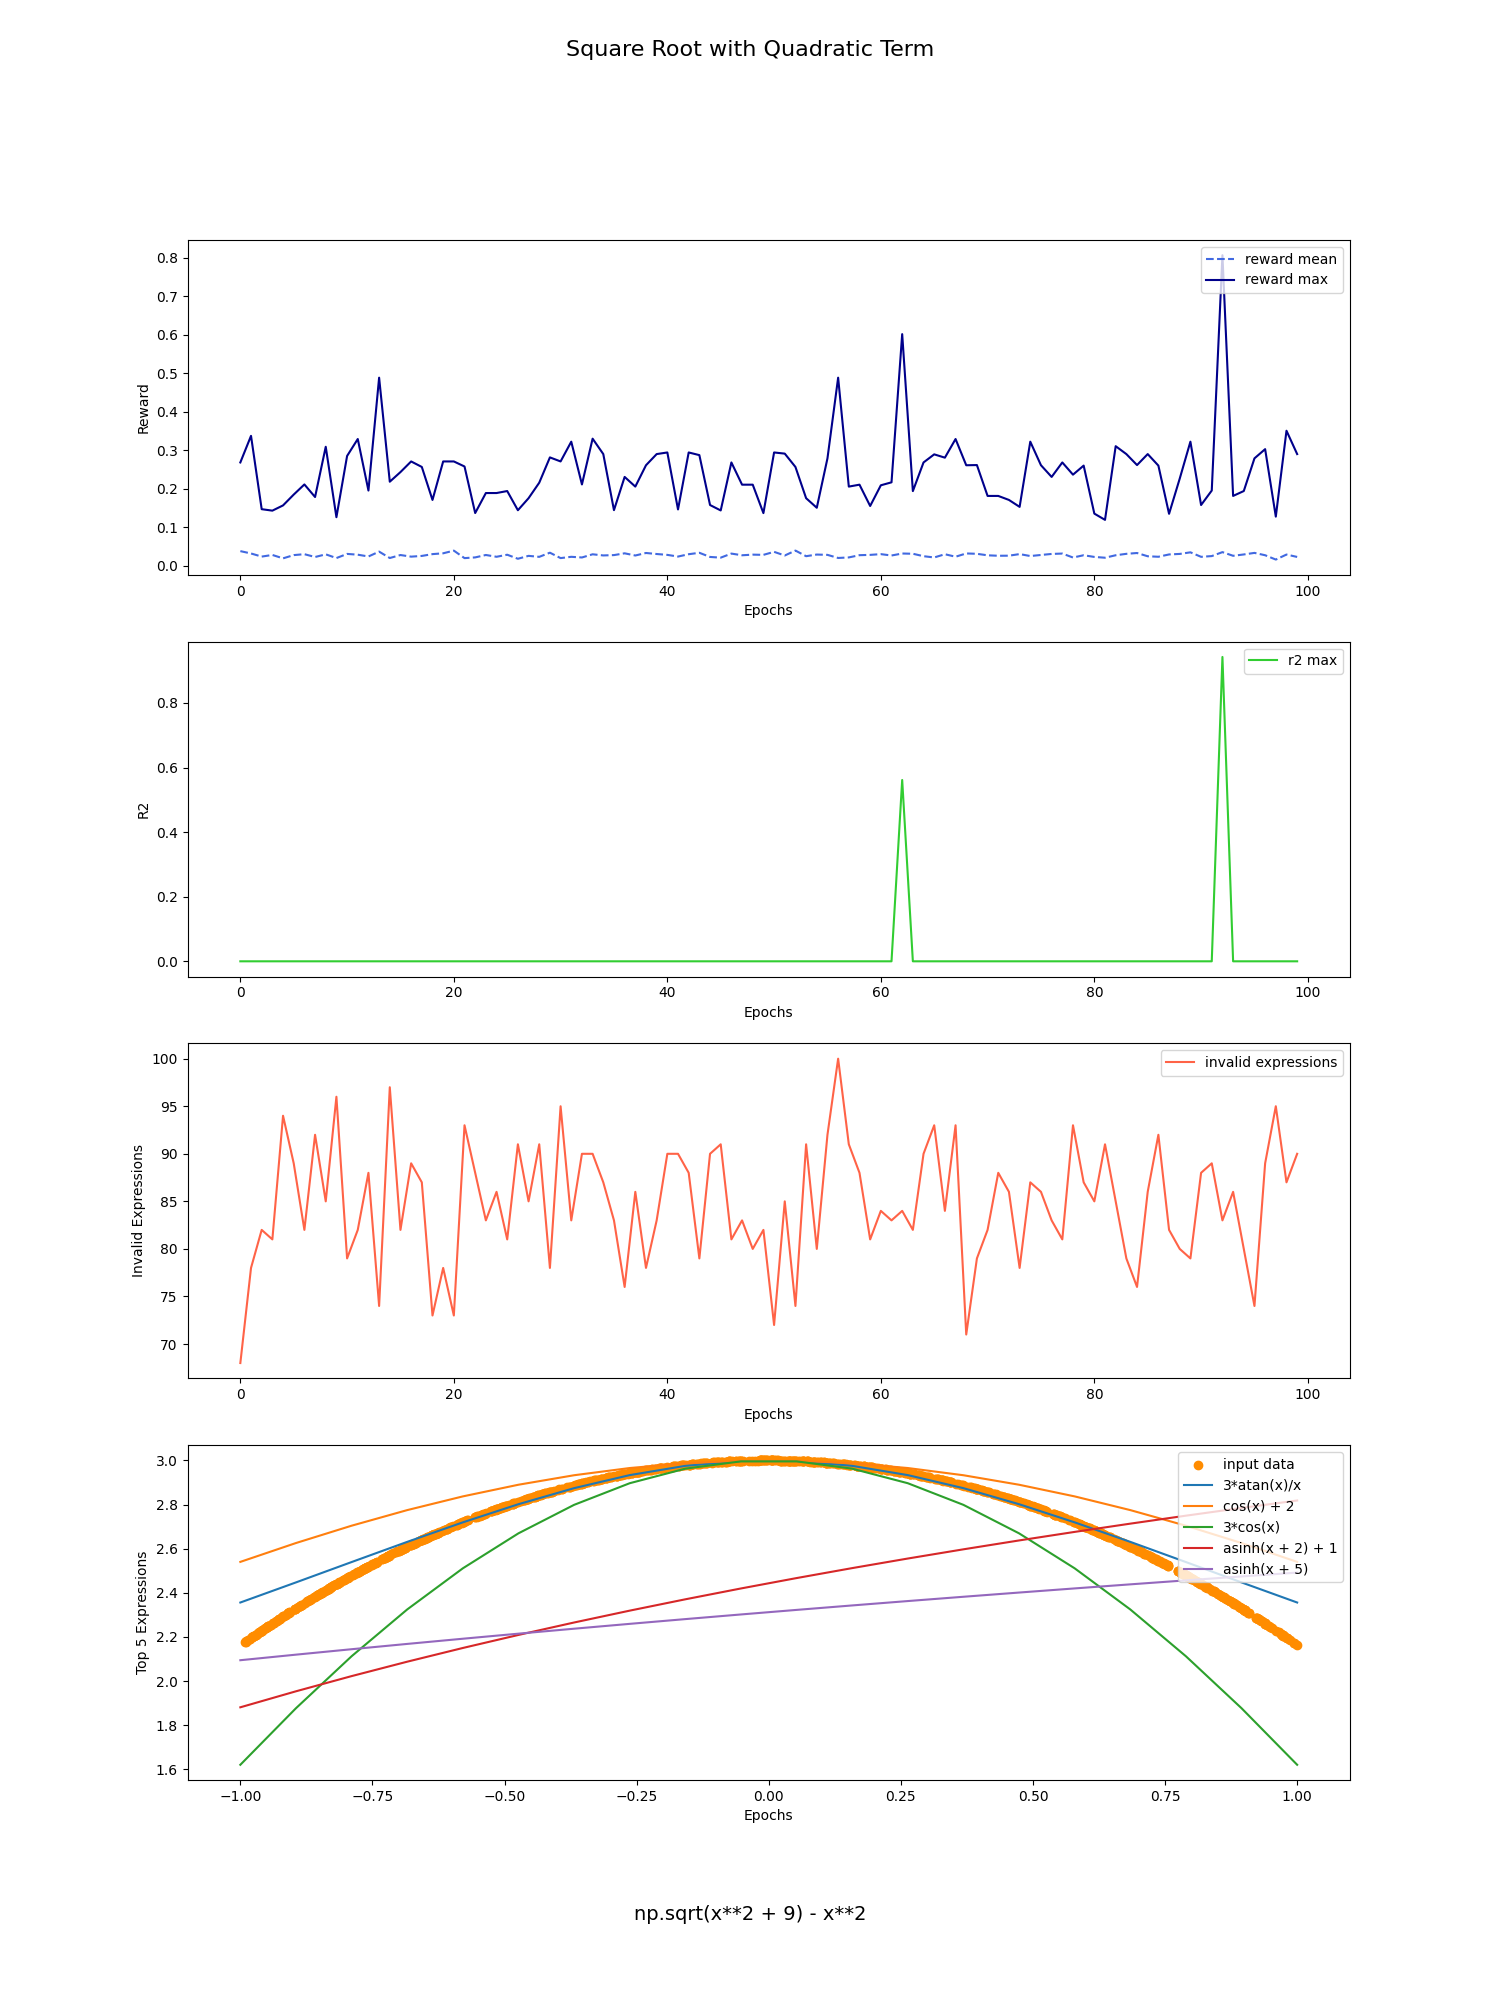 Square Root with Quadratic Term
0.8
0.7
0.6
0.5
0.4
0.3
0.2
0.1
0.0
Reward
reward mean
reward max
0 20 40 60 80 100
Epochs
0.8
0.6
0.4
0.2
0.0
R2
r2 max
0 20 40 60 80 100
Epochs
100
95
90
85
80
75
70
Invalid Expressions
invalid expressions
0 20 40 60 80 100
Epochs
3.0
2.8
2.6
2.4
2.2
2.0
1.8
1.6
Top 5 Expressions
input data
3*atan(x)/x
cos(x) + 2
3*cos(x)
asinh(x + 2) + 1
asinh(x + 5)
−1.00 −0.75 −0.50 −0.25 0.00 0.25 0.50 0.75 1.00
Epochs
np.sqrt(x**2 + 9) - x**2